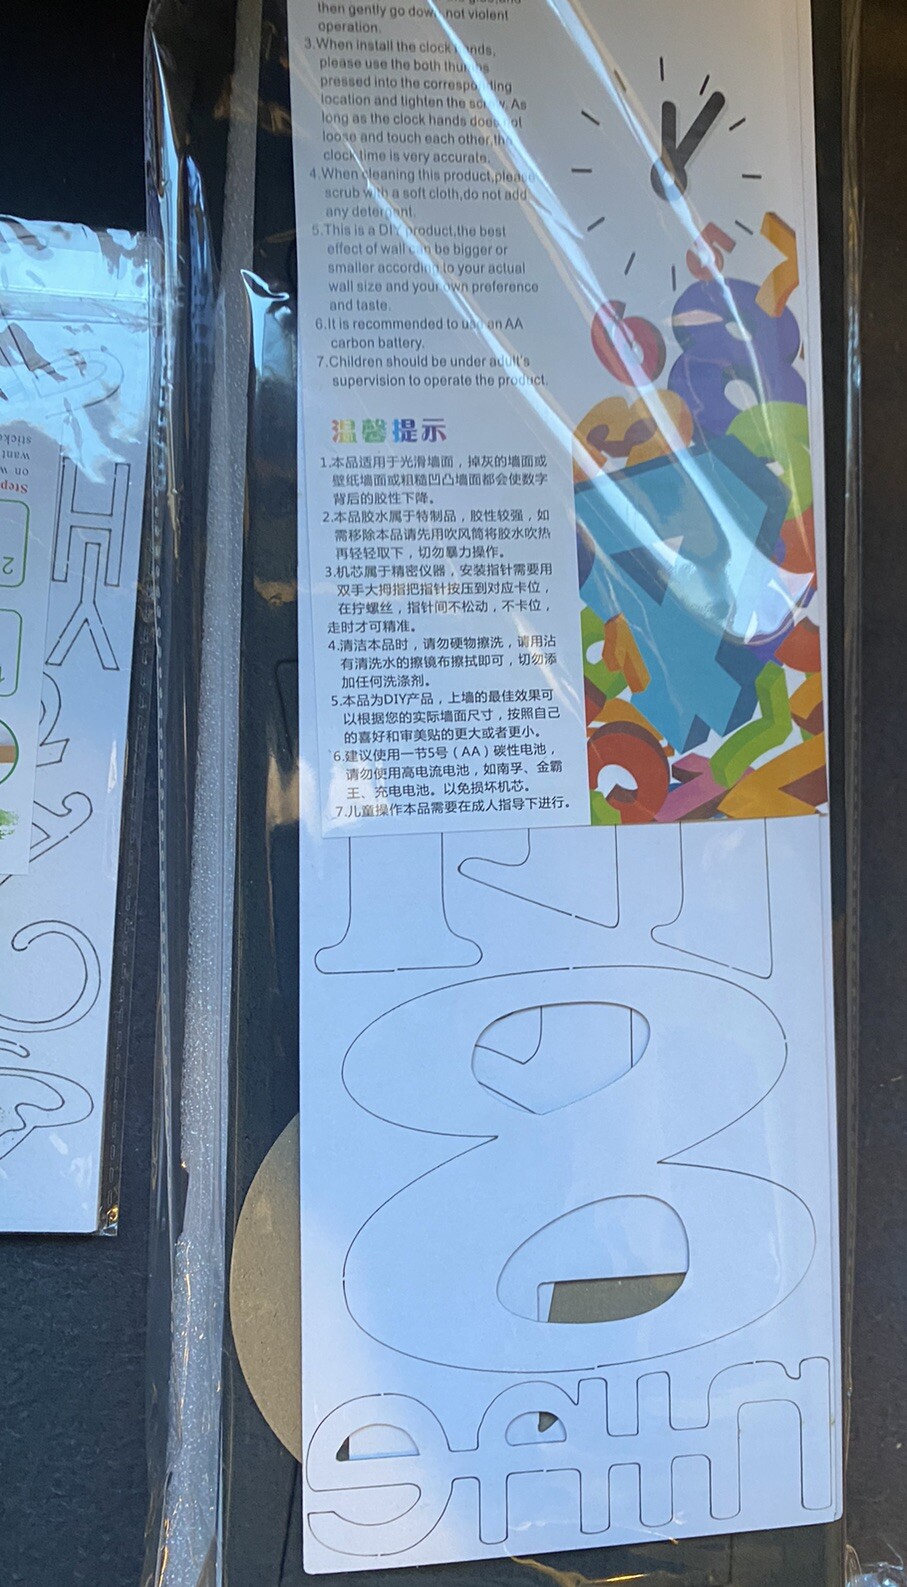 then gently go down, not violent
operation.
3.When install the clock hands,
please use the both thumbs
pressed into the corresponding
location and tighten the screw. As
long as the clock hands does not
loose and touch each other,the
clock time is very accurate.
4.When cleaning this product,please
scrub with a soft cloth,do not add
any detergent.
5.This is a DIY product,the best
effect of wall can be bigger or
smaller according to your actual
wall size and your own preference
and taste.
6.It is recommended to use an AA
carbon battery.
7.Children should be under adult's
supervision to operate the product.
温馨提示
1.本品适用于光滑墙面，掉灰的墙面或
壁纸墙面或粗糙凹凸墙面都会使数字
背后的胶性下降。
2.本品胶水属于特制品，胶性较强，如
需移除本品请先用吹风筒将胶水吹热
再轻轻取下，切勿暴力操作。
3.机芯属于精密仪器，安装指针需要用
双手大拇指把指针按压到对应卡位，
在拧螺丝，指针间不松动，不卡位，
走时才可精准。
4.清洁本品时，请勿硬物擦洗，请用沾
有清洗水的擦镜布擦拭即可，切勿添
加任何洗涤剂。
5.本品为DIY产品，上墙的最佳效果可
以根据您的实际墙面尺寸，按照自己
的喜好和审美贴的更大或者更小。
6.建议使用一节5号（AA）碳性电池，
请勿使用高电流电池，如南孚、金霸
王、充电电池。以免损坏机芯。
7.儿童操作本品需要在成人指导下进行。
5
7
6
8
4
8
Step
on w
want
stick
2